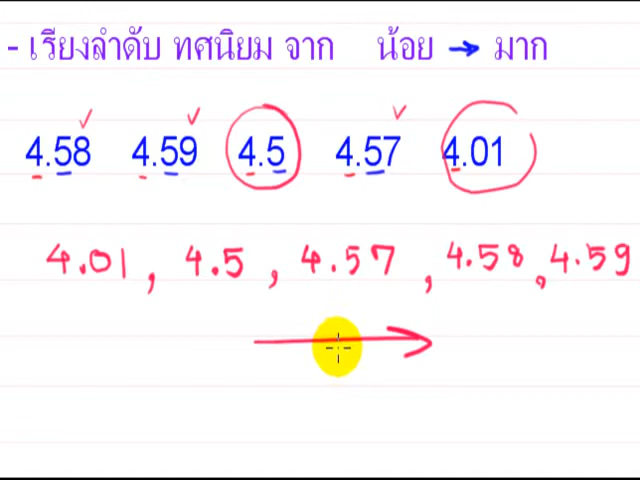 - เรียงลำดับ ทศนิยม จาก น้อย → มาก
4.58 4.59 4.5 4.57 4.01
4.01 , 4.5 , 4.57 , 4.58 , 4.59